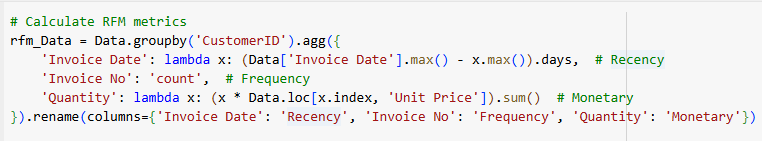 # Calculate RFM metrics
rfm_Data = Data.groupby('CustomerID').agg({
    'Invoice Date': lambda x: (Data['Invoice Date'].max() - x.max()).days,  # Recency
    'Invoice No': 'count',  # Frequency
    'Quantity': lambda x: (x * Data.loc[x.index, 'Unit Price']).sum()  # Monetary
}).rename(columns={'Invoice Date': 'Recency', 'Invoice No': 'Frequency', 'Quantity': 'Monetary'})